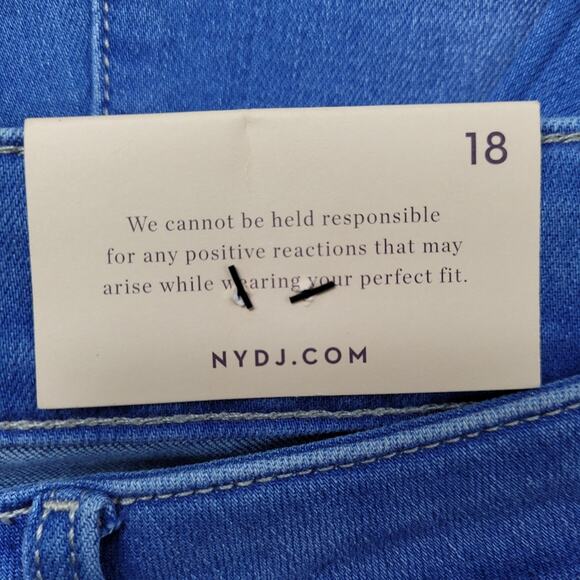 18
We cannot be held responsible
for any positive reactions that may
arise while wearing your perfect fit.
NYDJ.COM